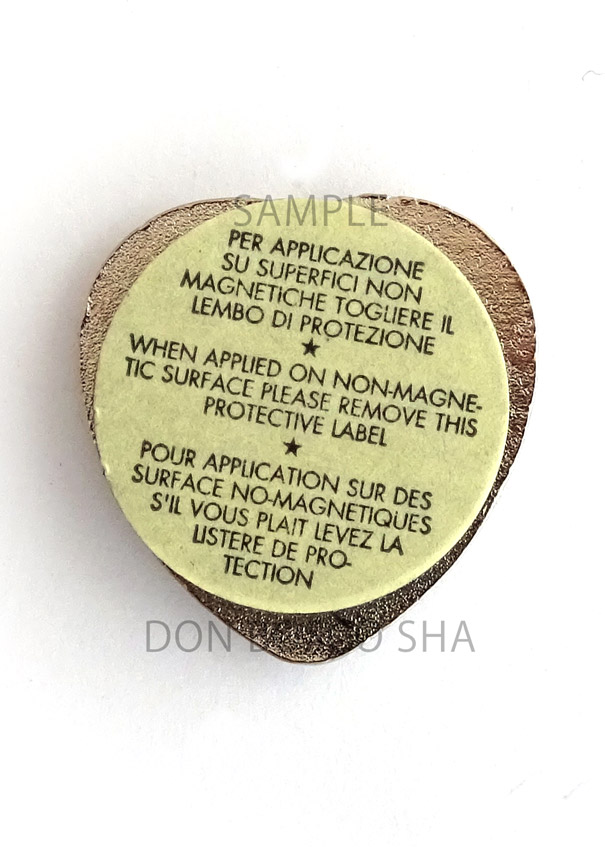 SAMPLE
PER APPLICAZIONE
SU SUPERFICI NON
MAGNETICHE TOGLIERE IL
LEMBO DI PROTEZIONE
★
WHEN APPLIED ON NON-MAGNE-
TIC SURFACE PLEASE REMOVE THIS
PROTECTIVE LABEL
★
POUR APPLICATION SUR DES
SURFACE NO-MAGNETIQUES
S'IL VOUS PLAIT LEVEZ LA
LISTERE DE PRO-
TECTION
DON SHA